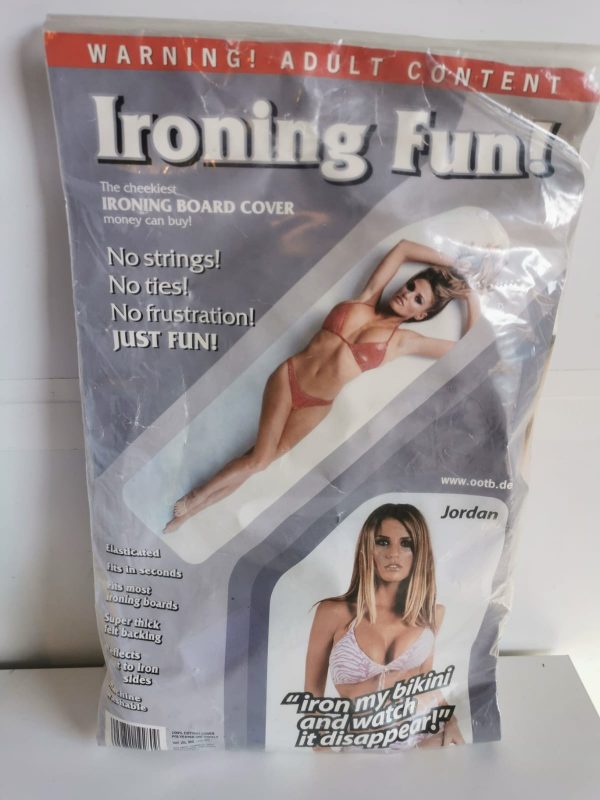 WARNING! ADULT CONTENT
Ironing Fun!
The cheekiest
IRONING BOARD COVER
money can buy!
No strings!
No ties!
No frustration!
JUST FUN!
www.ootb.de
Jordan
Elasticated
fits in seconds
most
ironing boards
Super thick
felt backing
to iron
sides
"iron my bikini
and watch
it disappear!"